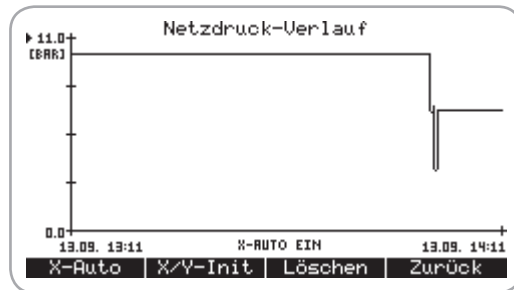 Netzdruck-Verlauf
11.0
[BAR]
0.0
13.09. 13:11 X-AUTO EIN 13.09. 14:11
X-Auto X/Y-Init Löschen Zurück